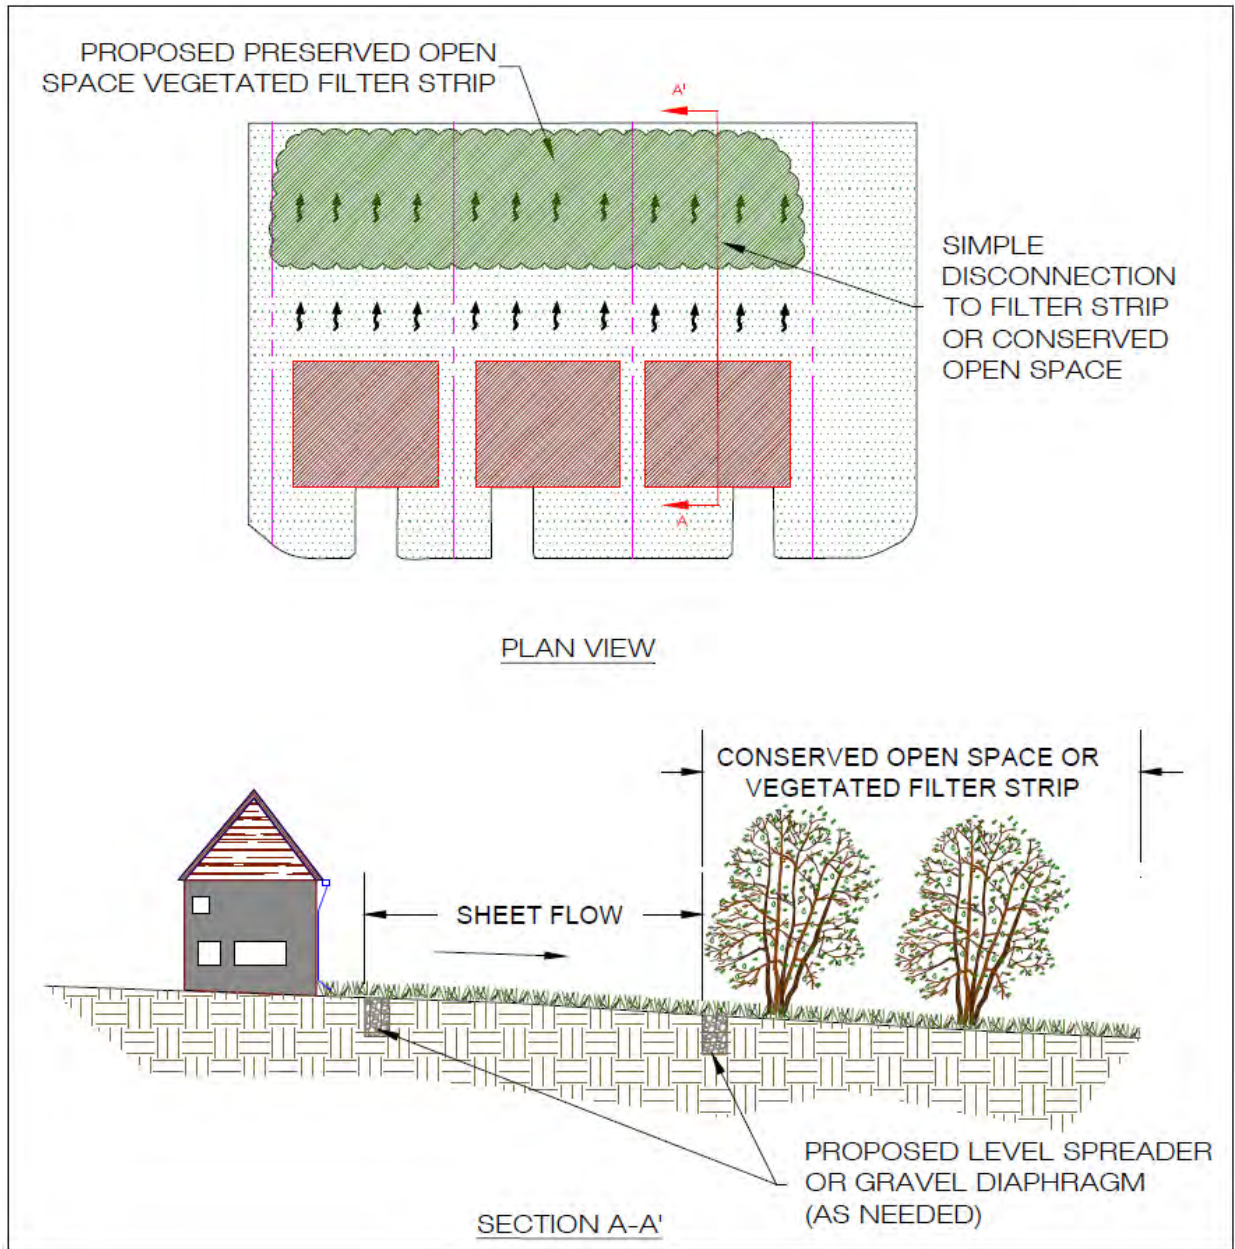 PROPOSED PRESERVED OPEN
SPACE VEGETATED FILTER STRIP
A'
SIMPLE
DISCONNECTION
TO FILTER STRIP
OR CONSERVED
OPEN SPACE
A
PLAN VIEW
CONSERVED OPEN SPACE OR
VEGETATED FILTER STRIP
SHEET FLOW
PROPOSED LEVEL SPREADER
OR GRAVEL DIAPHRAGM
(AS NEEDED)
SECTION A-A'